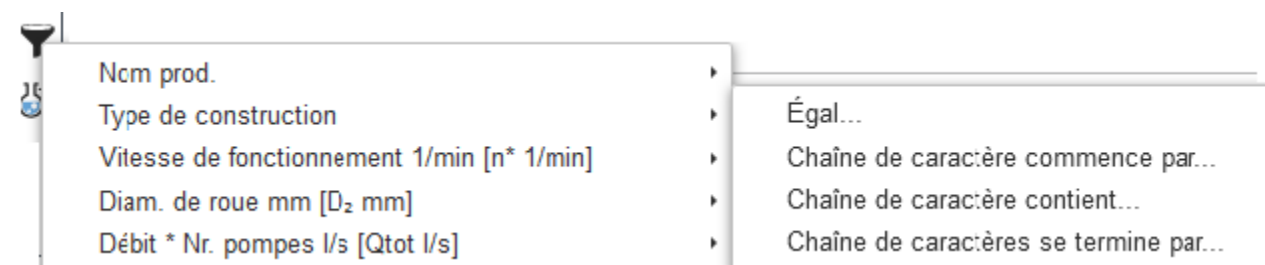 Nom prod.
Type de construction
Vitesse de fonctionnement 1/min [n* 1/min]
Diam. de roue mm [D₂ mm]
Débit * Nr. pompes l/s [Qtot l/s]
Égal...
Chaîne de caractère commence par...
Chaîne de caractère contient...
Chaîne de caractères se termine par...